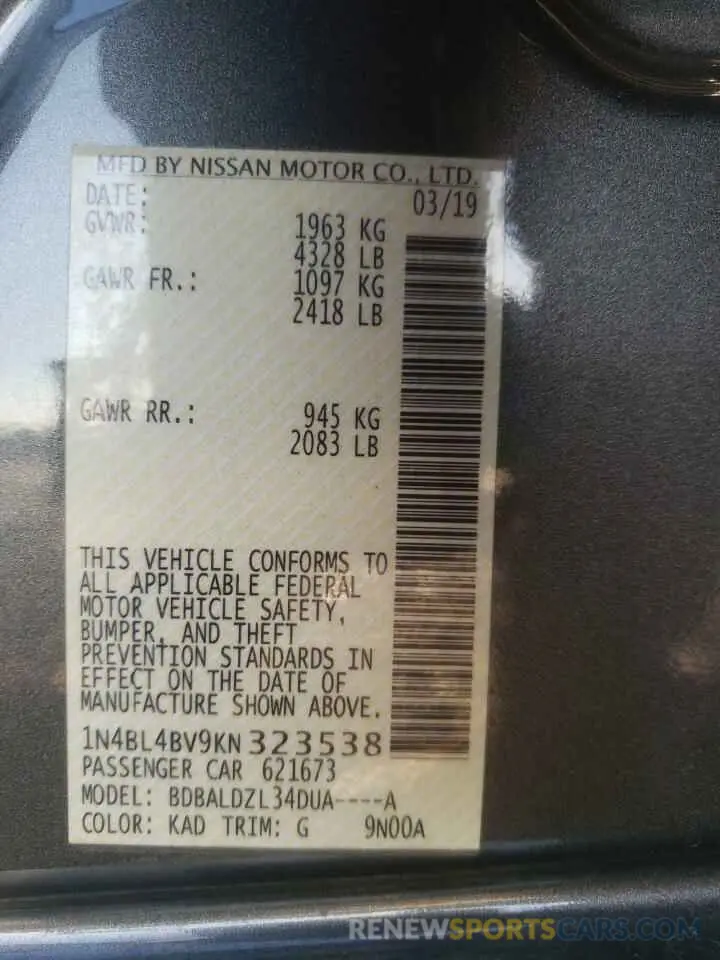 MFD BY NISSAN MOTOR CO., LTD.
DATE: 03/19
GVWR: 1963 KG
4328 LB
GAWR FR.: 1097 KG
2418 LB
GAWR RR.: 945 KG
2083 LB
THIS VEHICLE CONFORMS TO
ALL APPLICABLE FEDERAL
MOTOR VEHICLE SAFETY,
BUMPER, AND THEFT
PREVENTION STANDARDS IN
EFFECT ON THE DATE OF
MANUFACTURE SHOWN ABOVE.
1N4BL4BV9KN323538
PASSENGER CAR 621673
MODEL: BDBALDZL34DUA----A
COLOR: KAD TRIM: G 9N00A
RENEWSPORTSCARS.COM